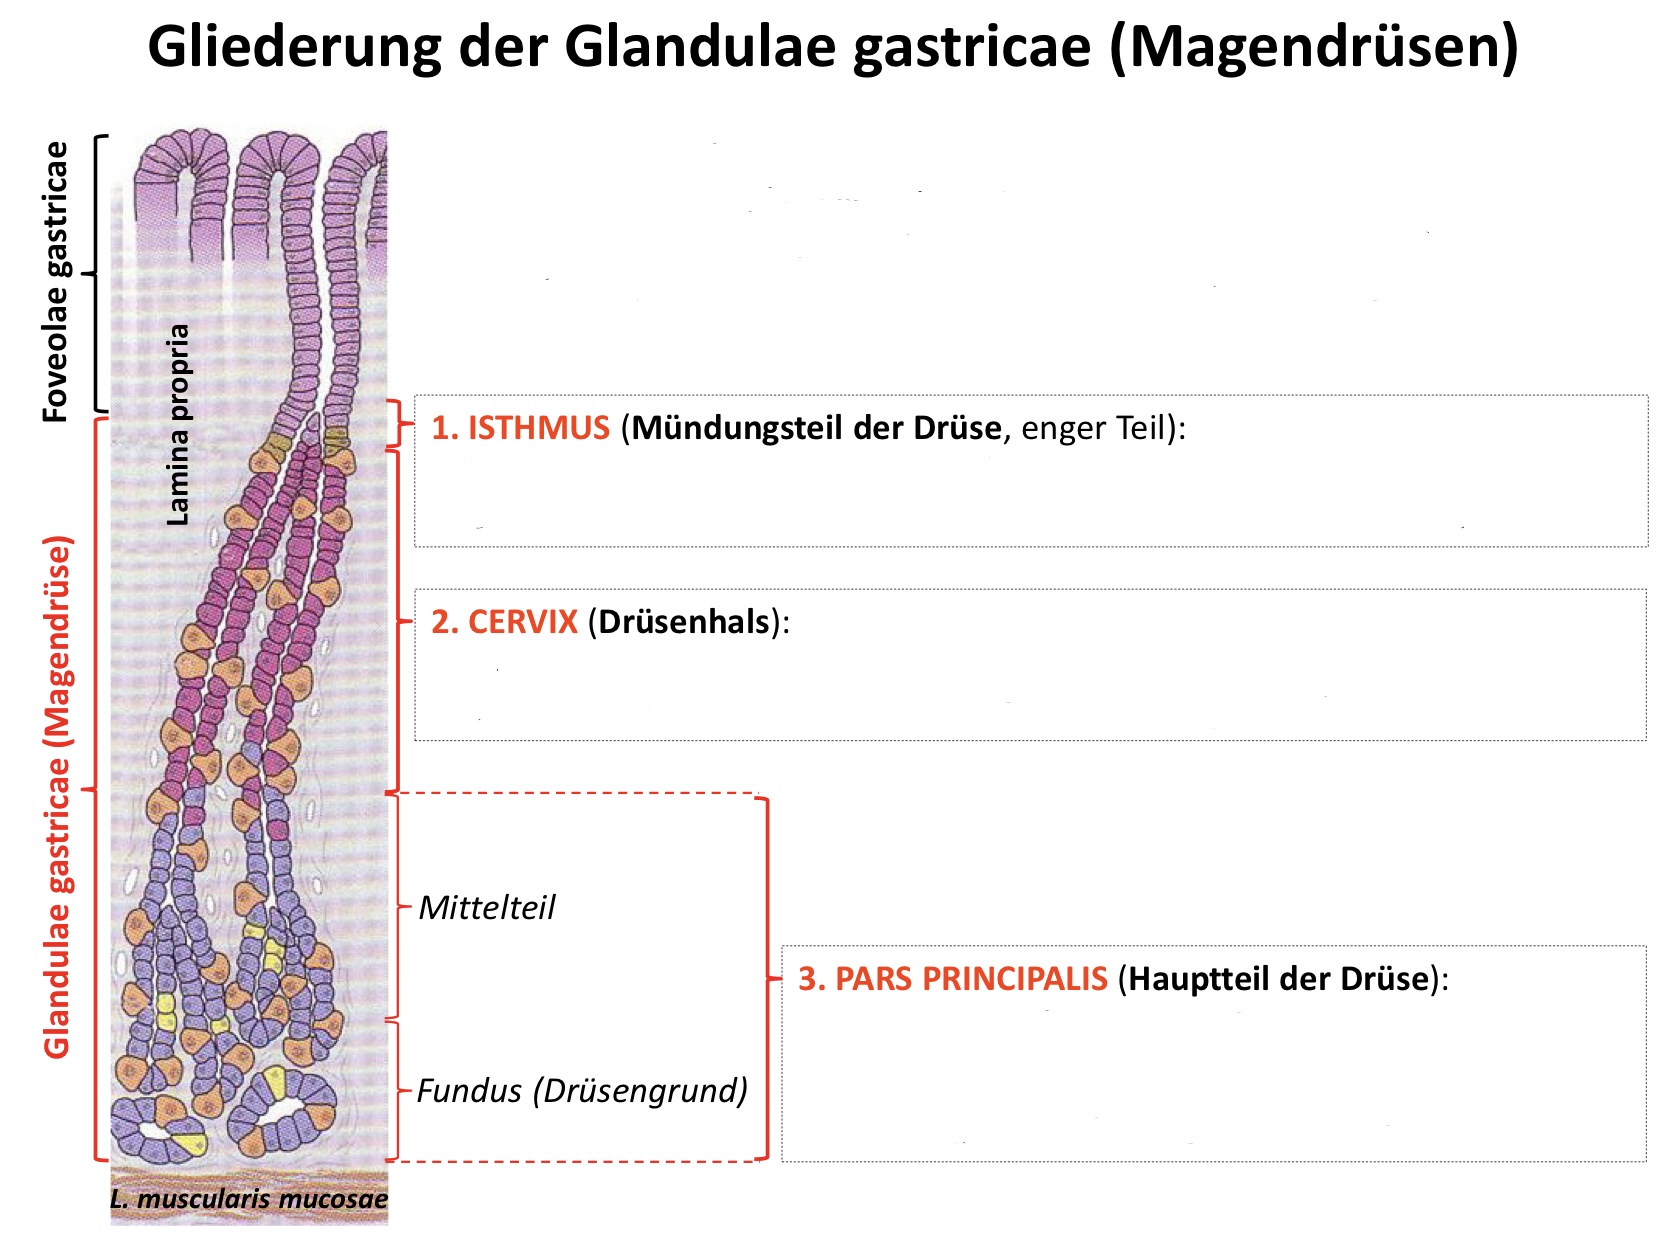 Gliederung der Glandulae gastricae (Magendrüsen)
Foveolae gastricae
Lamina propria
Glandulae gastricae (Magendrüse)
1. ISTHMUS (Mündungsteil der Drüse, enger Teil):
2. CERVIX (Drüsenhals):
Mittelteil
3. PARS PRINCIPALIS (Hauptteil der Drüse):
Fundus (Drüsengrund)
L. muscularis mucosae